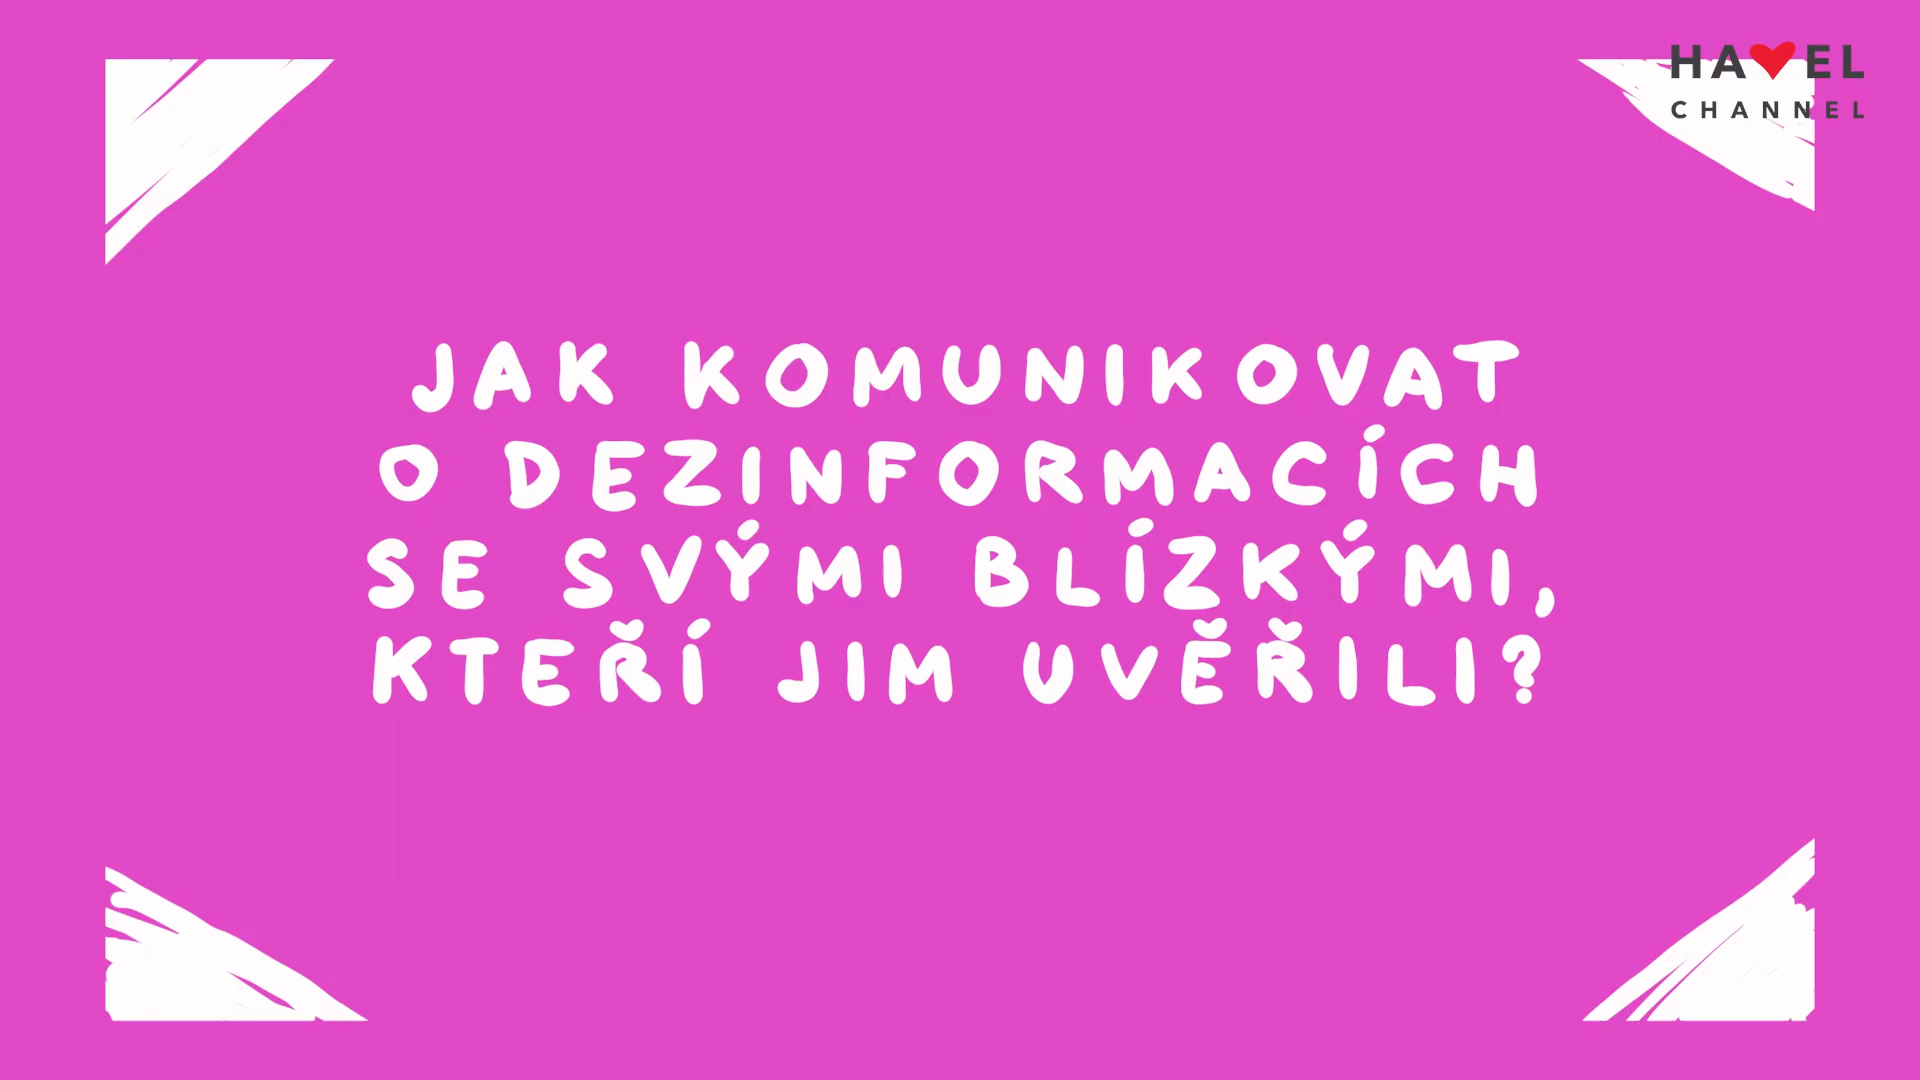 HAVEL
CHANNEL
JAK KOMUNIKOVAT
O DEZINFORMACÍCH
SE SVÝMI BLÍZKÝMI,
KTEŘÍ JIM UVĚŘILI?